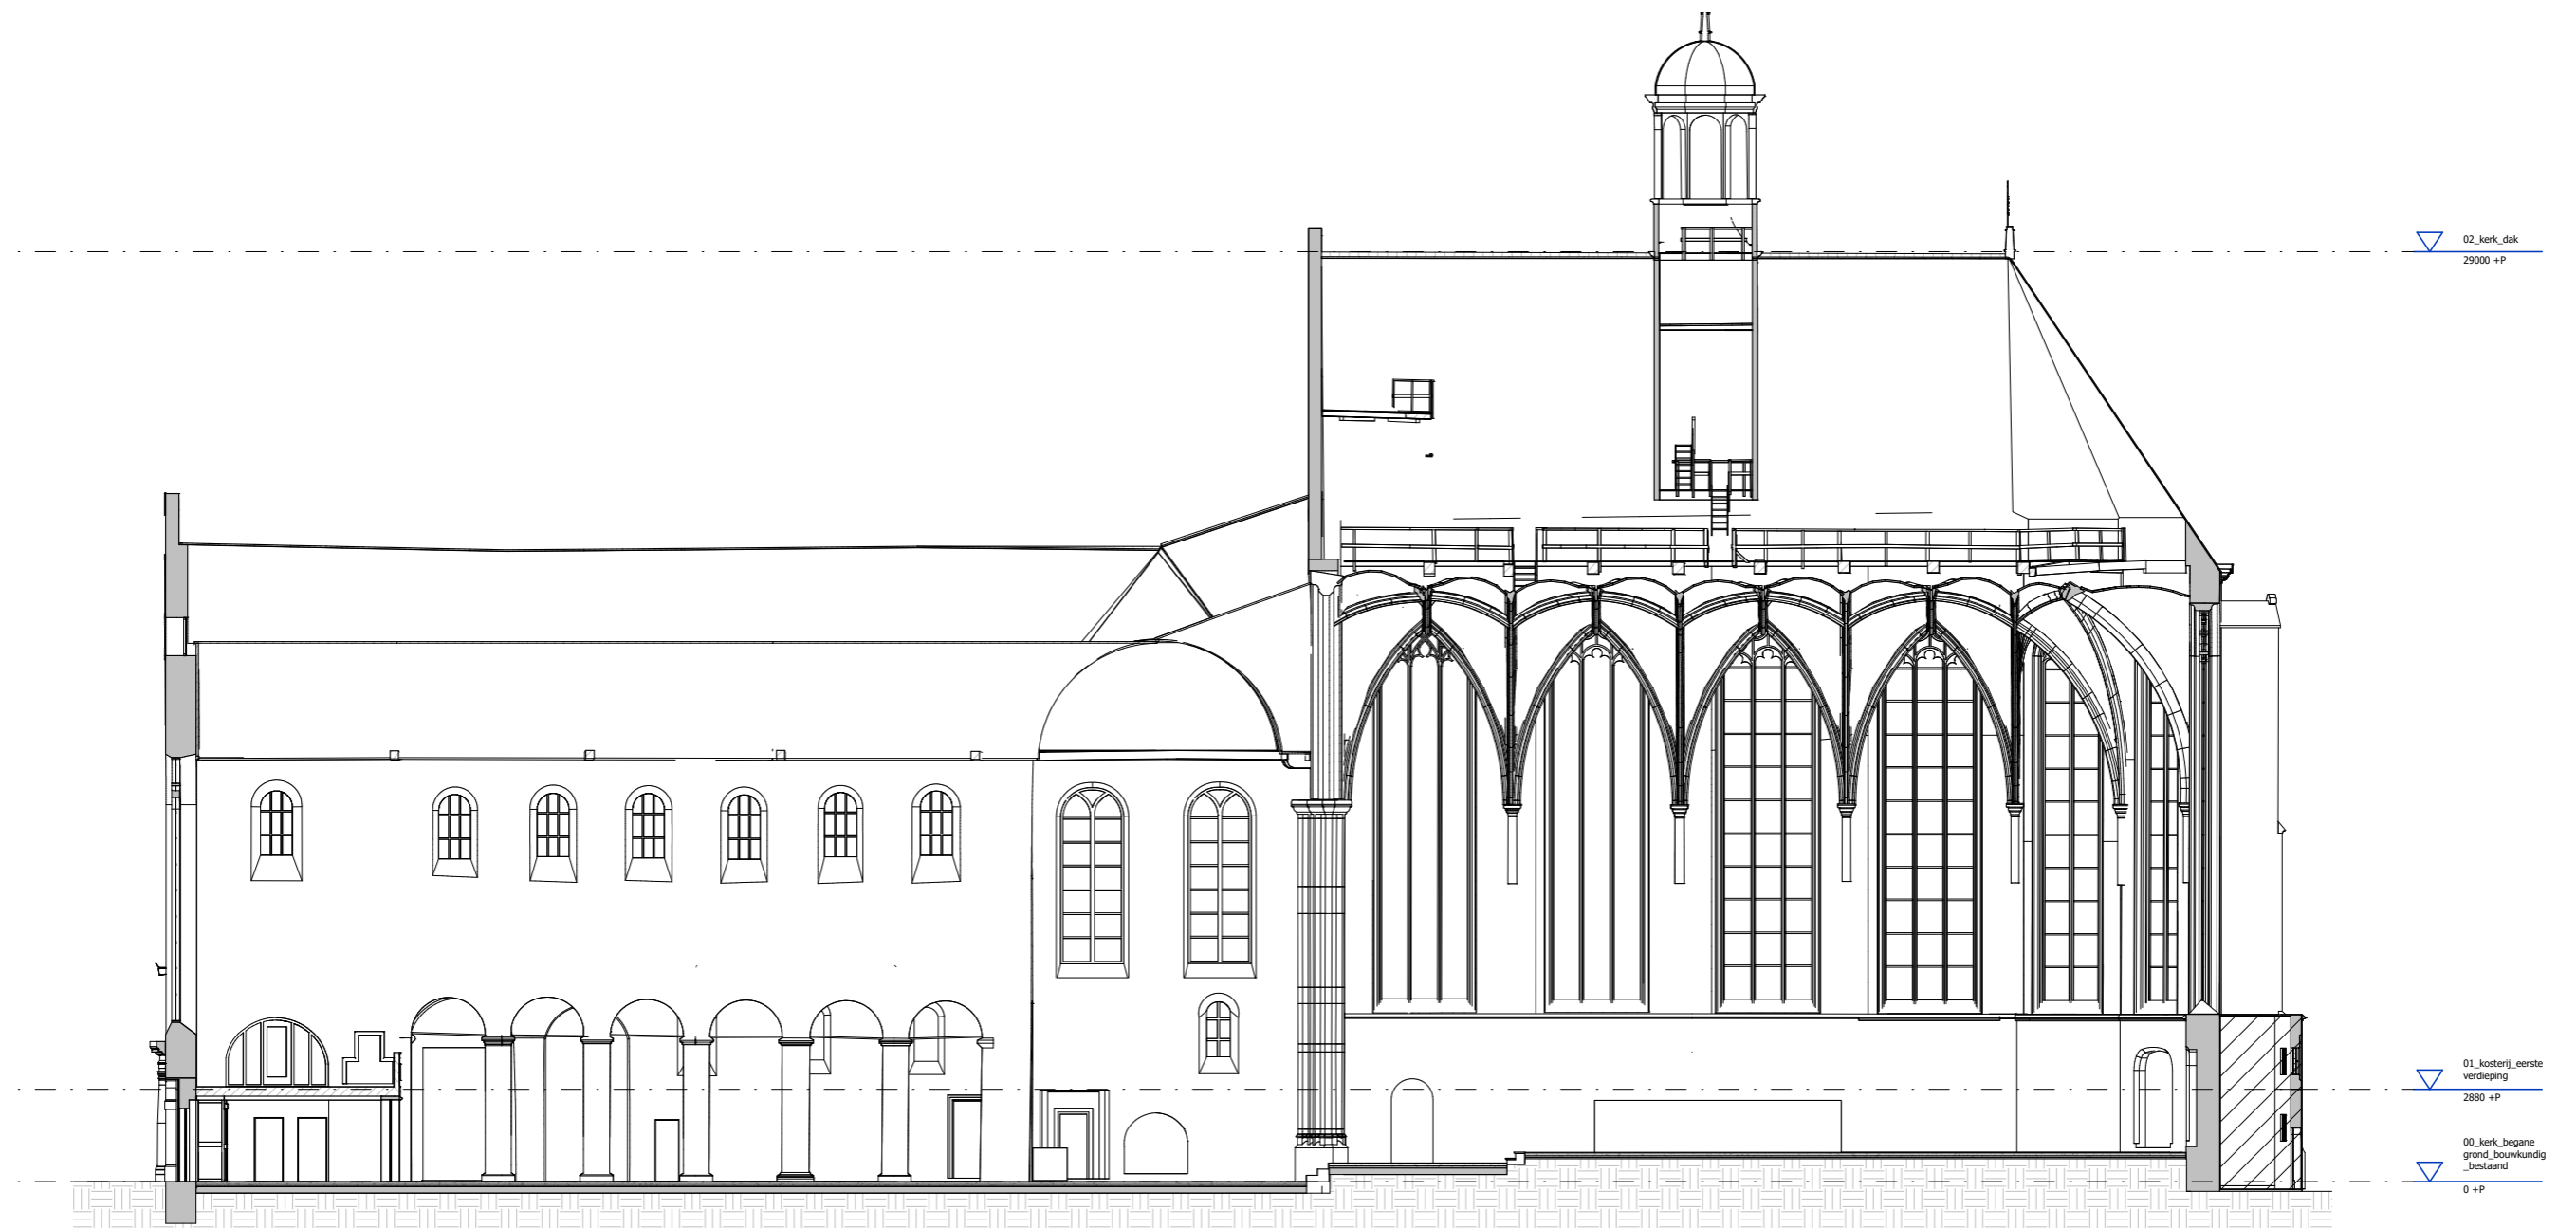 02_kerk_dak
29000 +P
01_kosterij_eerste
verdieping
2880 +P
00_kerk_begane
grond_bouwkundig
_bestaand
0 +P